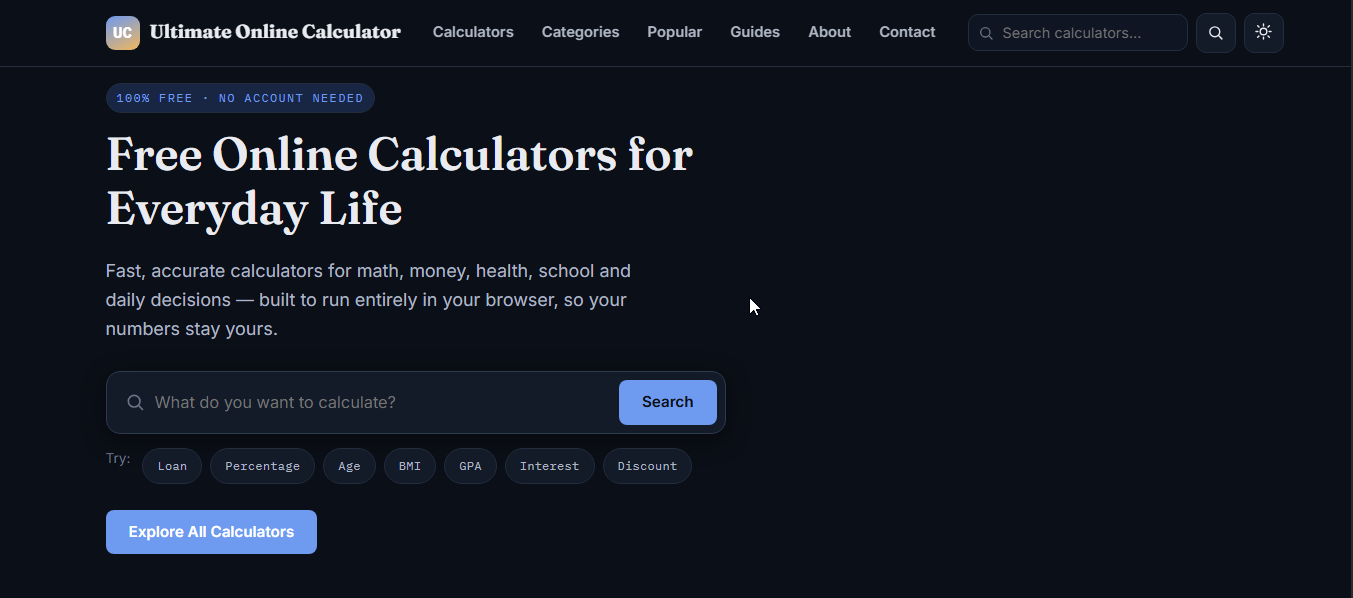 UC Ultimate Online Calculator Calculators Categories Popular Guides About Contact Search calculators...
100% FREE · NO ACCOUNT NEEDED
Free Online Calculators for
Everyday Life
Fast, accurate calculators for math, money, health, school and
daily decisions — built to run entirely in your browser, so your
numbers stay yours.
What do you want to calculate? Search
Try: Loan Percentage Age BMI GPA Interest Discount
Explore All Calculators